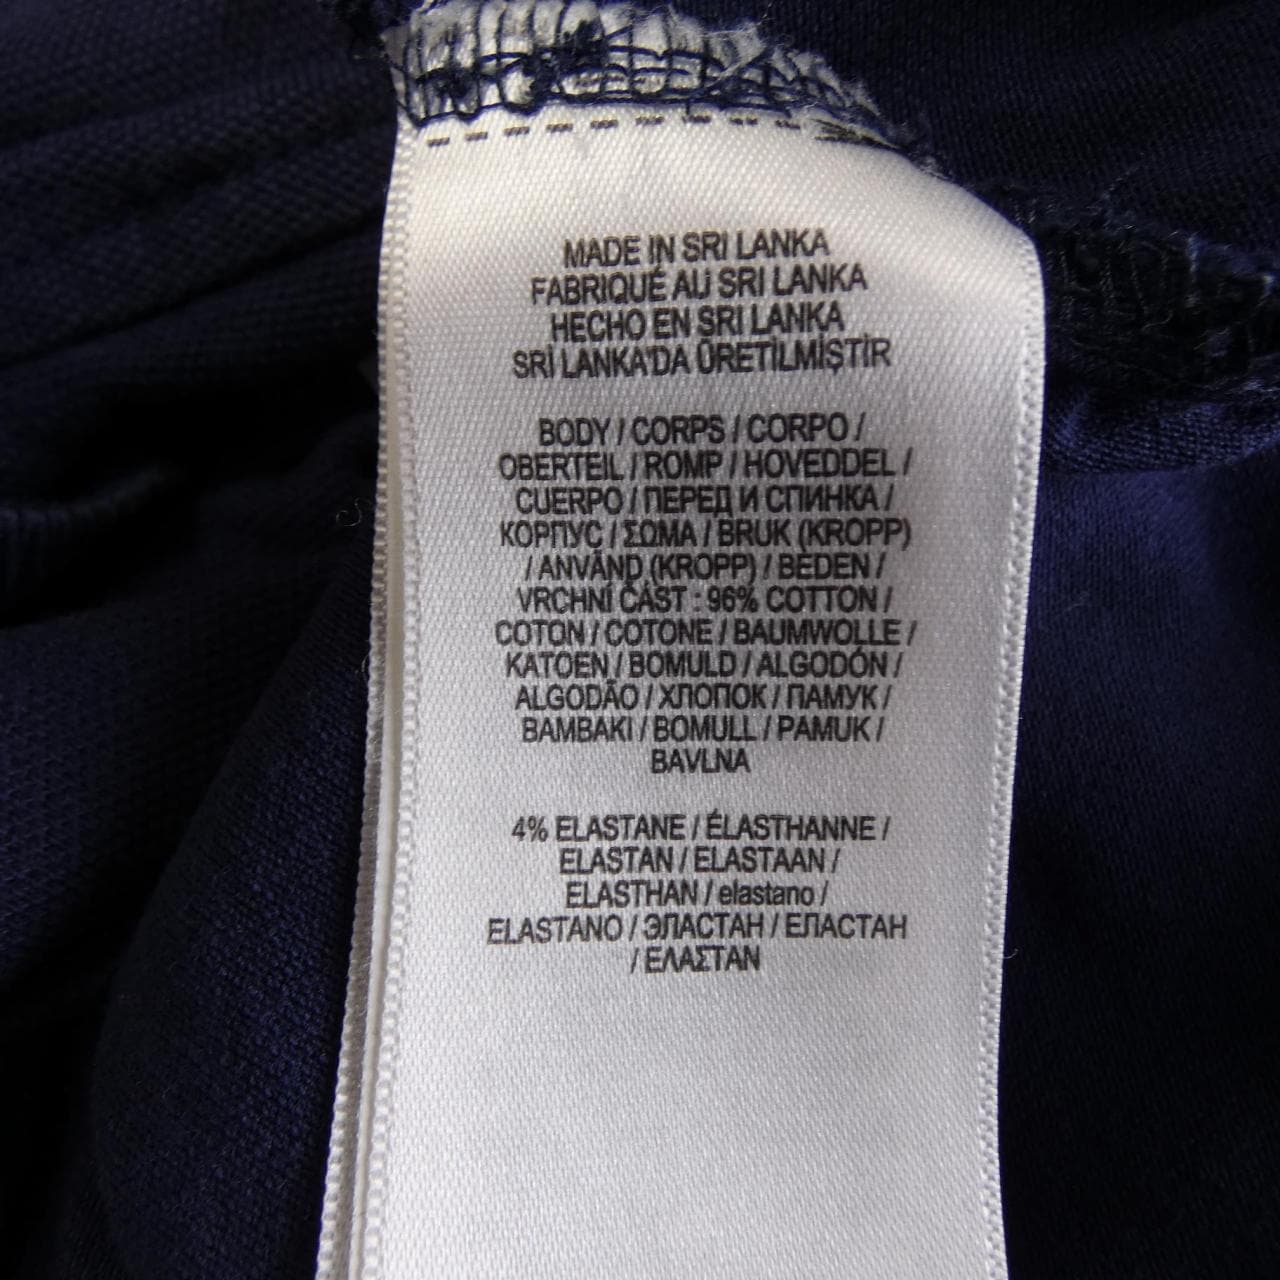 MADE IN SRI LANKA
FABRIQUÉ AU SRI LANKA
HECHO EN SRI LANKA
SRİ LANKA'DA ÜRETİLMİŞTİR
BODY / CORPS / CORPO /
OBERTEIL / ROMP / HOVEDDEL /
CUERPO / ПЕРЕД И СПИНКА /
КОРПУС / ΣΩΜΑ / BRUK (KROPP)
/ ANVÄND (KROPP) / BEDEN /
VRCHNÍ ČÁST : 96% COTTON /
COTON / COTONE / BAUMWOLLE /
KATOEN / BOMULD / ALGODÓN /
ALGODÃO / ХЛОПОК / ПАМУК /
BAMBAKI / BOMULL / PAMUK /
BAVLNA
4% ELASTANE / ÉLASTHANNE /
ELASTAN / ELASTAAN /
ELASTHAN / elastano /
ELASTANO / ЭЛАСТАН / ЕЛАСТАН
/ ΕΛΑΣΤΑΝ